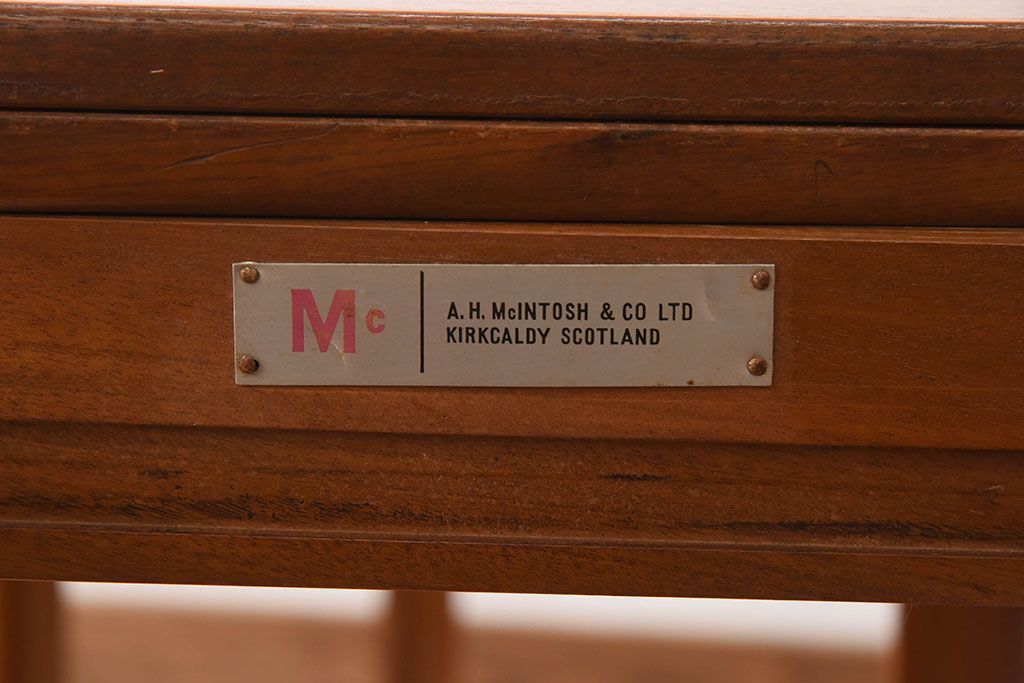 Mc
A.H. McINTOSH & CO LTD
KIRKCALDY SCOTLAND